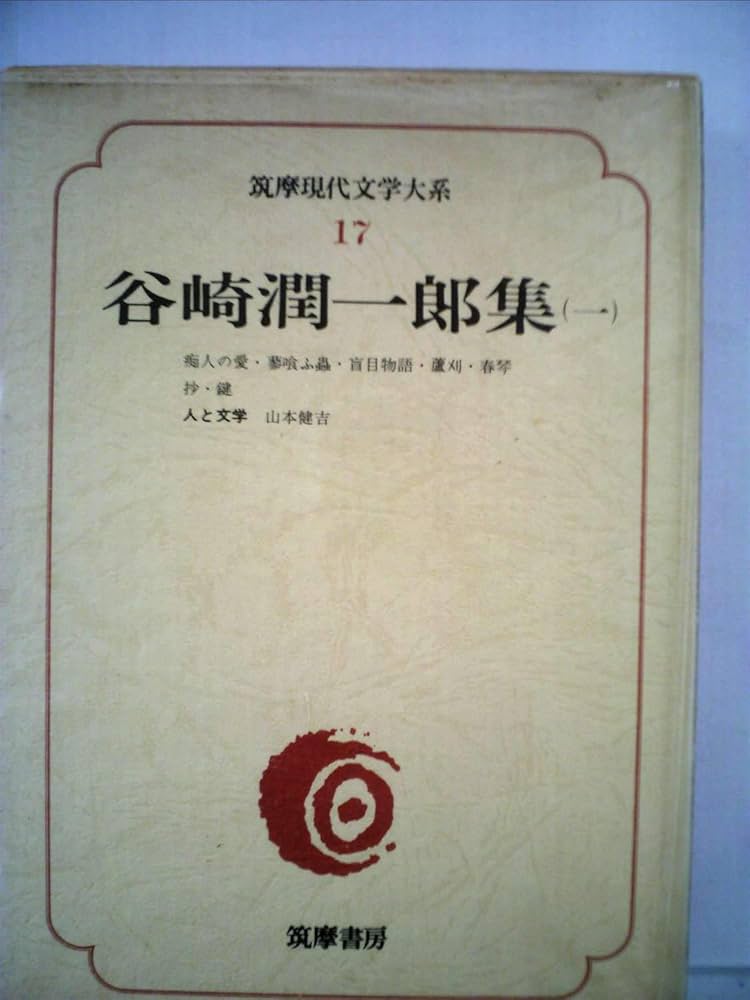 筑摩現代文学大系
17
谷崎潤一郎集(一)
痴人の愛・蓼喰ふ蟲・盲目物語・蘆刈・春琴
抄・鍵
人と文学 山本健吉
筑摩書房